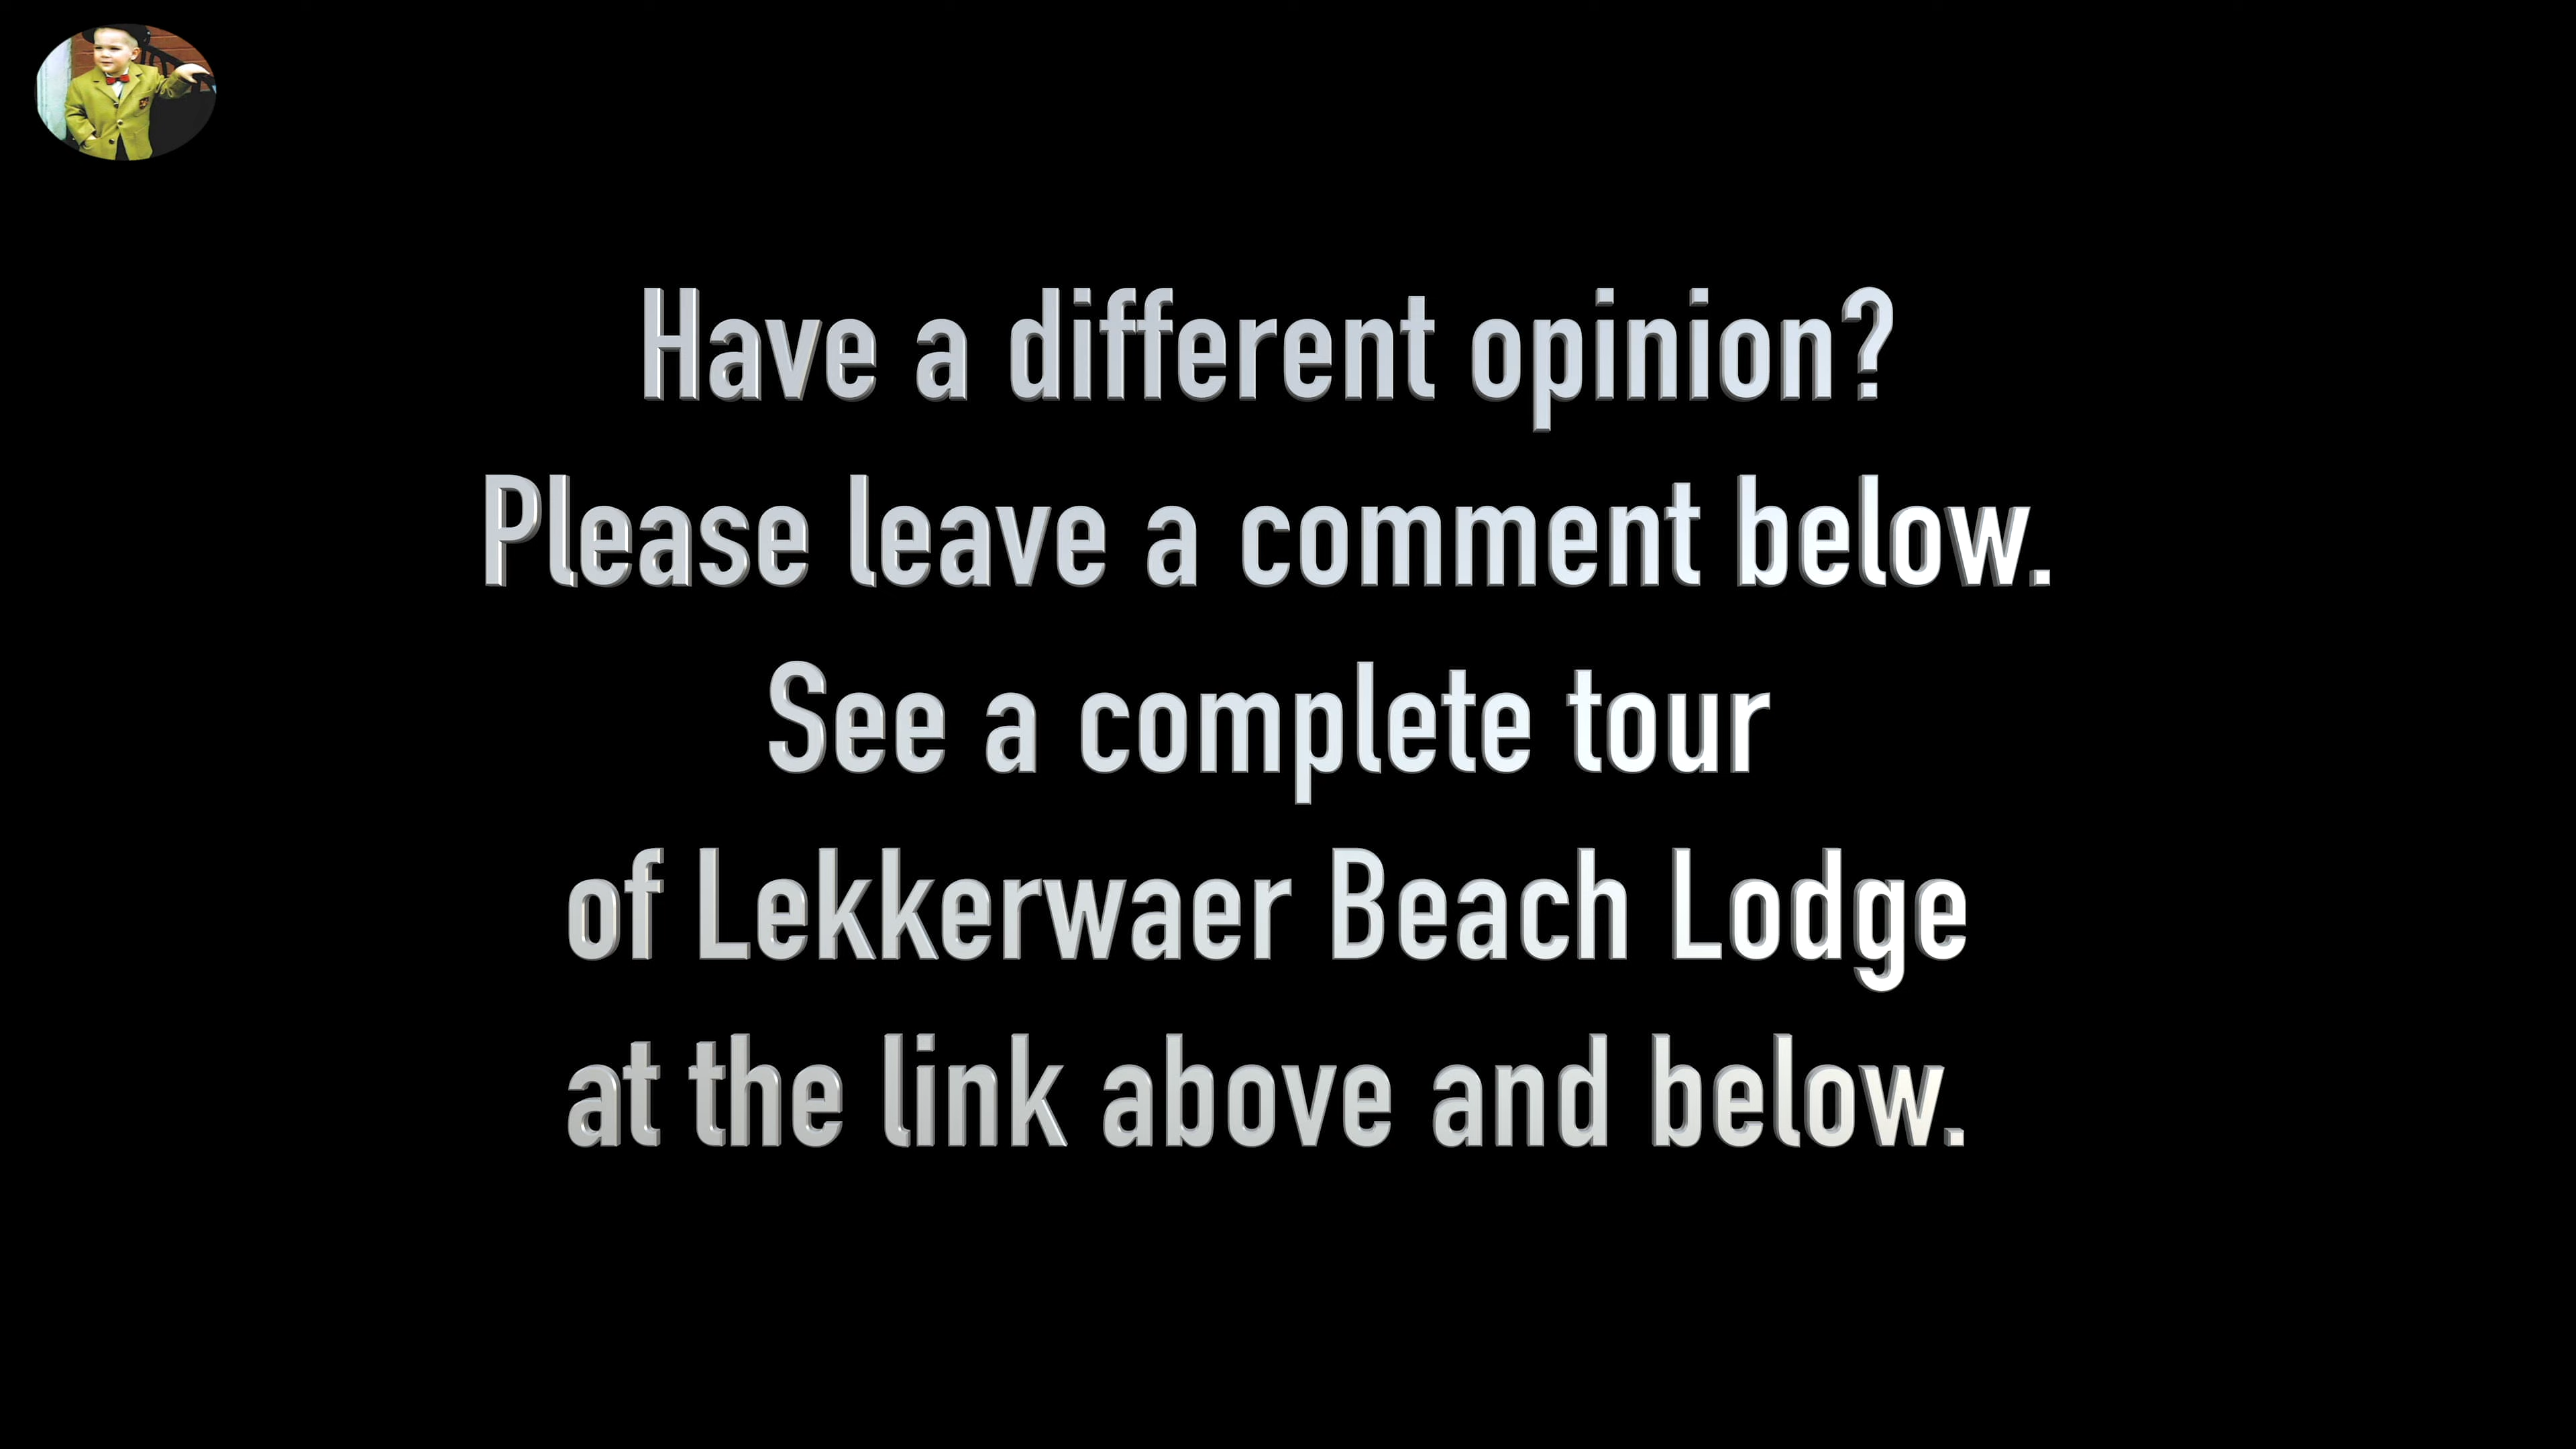 Have a different opinion?
Please leave a comment below.
See a complete tour
of Lekkerwaer Beach Lodge
at the link above and below.